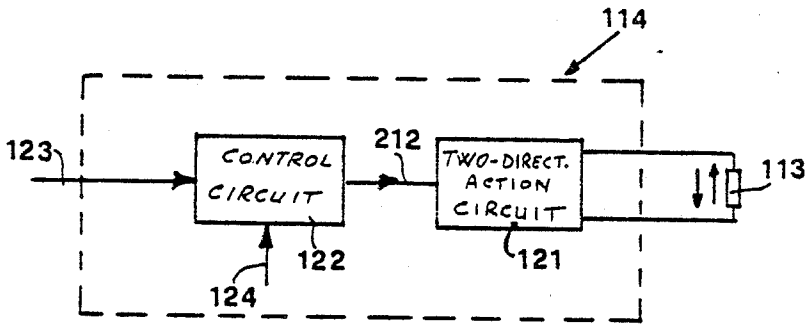 114
123
CONTROL
CIRCUIT
122
124
212
TWO-DIRECT.
ACTION
CIRCUIT
121
113